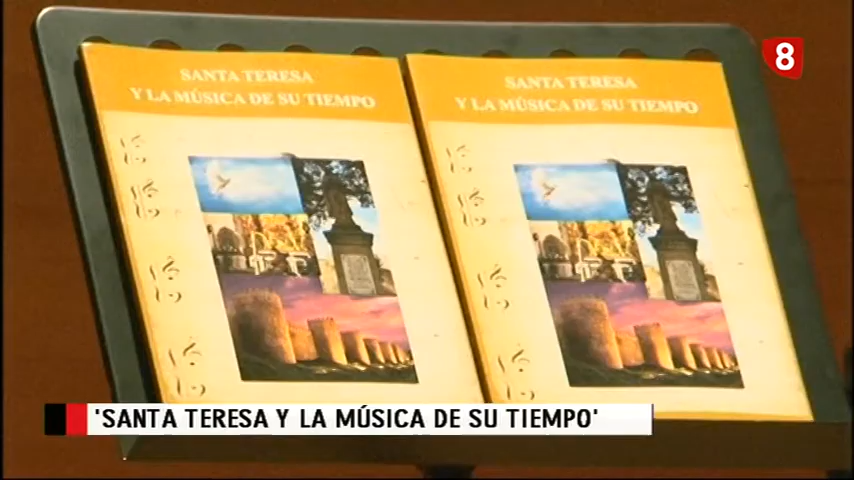 8
SANTA TERESA
Y LA MÚSICA DE SU TIEMPO
SANTA TERESA
Y LA MÚSICA DE SU TIEMPO
'SANTA TERESA Y LA MÚSICA DE SU TIEMPO'